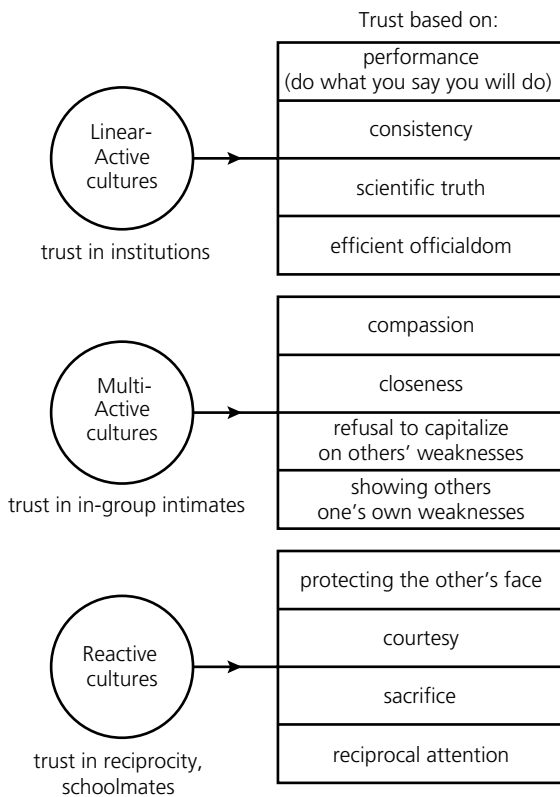 Trust based on:
Linear-
Active
cultures
trust in institutions
performance
(do what you say you will do)
consistency
scientific truth
efficient officialdom
Multi-
Active
cultures
trust in in-group intimates
compassion
closeness
refusal to capitalize
on others’ weaknesses
showing others
one’s own weaknesses
Reactive
cultures
trust in reciprocity,
schoolmates
protecting the other’s face
courtesy
sacrifice
reciprocal attention